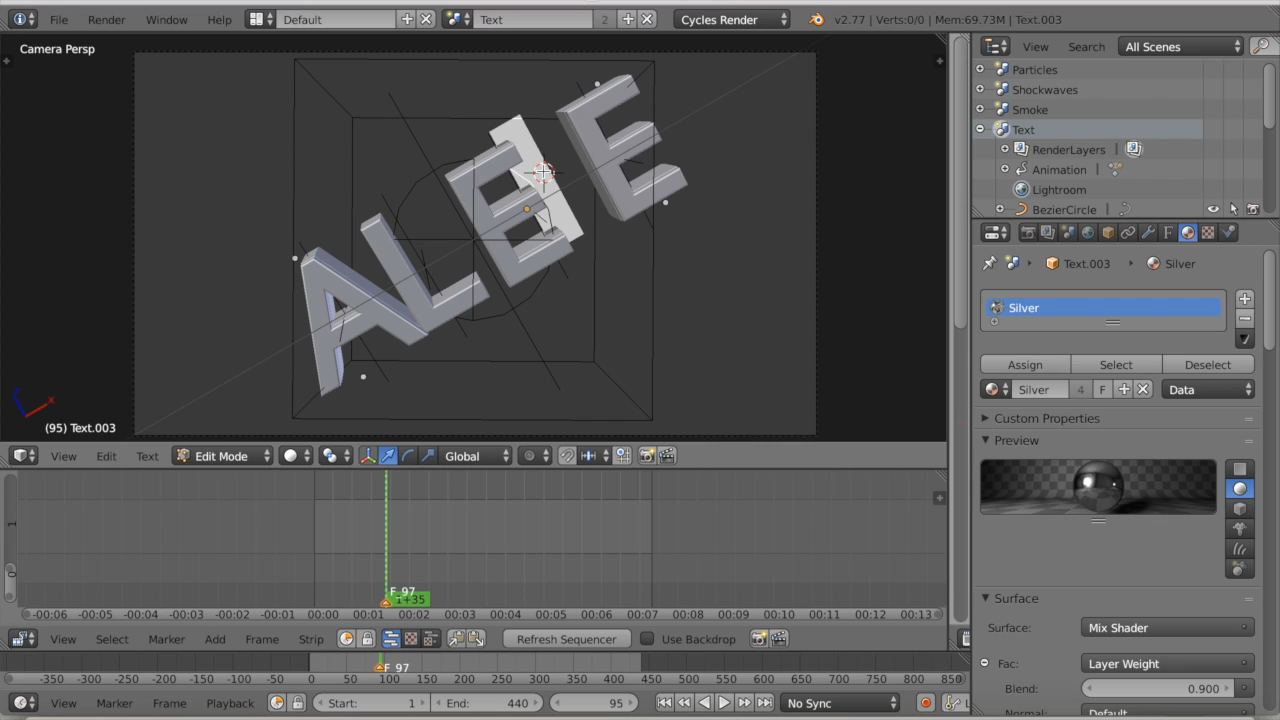 File Render Window Help Default Text 2 Cycles Render v2.77 | Verts:0/0 | Mem:69.73M | Text.003
Camera Persp
View Search All Scenes
Particles
Shockwaves
Smoke
Text
RenderLayers
Animation
Lightroom
BezierCircle
A L E E
x
(95) Text.003
Text.003 Silver
Silver
Assign Select Deselect
Silver 4 F Data
Custom Properties
Preview
View Edit Text Edit Mode Global
1
0
F 97
1+35
-00:06 -00:05 -00:04 -00:03 -00:02 -00:01 00:00 00:01 00:02 00:03 00:04 00:05 00:06 00:07 00:08 00:09 00:10 00:11 00:12 00:13
View Select Marker Add Frame Strip Refresh Sequencer Use Backdrop
F 97
-350 -300 -250 -200 -150 -100 -50 0 50 100 150 200 250 300 350 400 450 500 550 600 650 700 750 800 850
View Marker Frame Playback Start: 1 End: 440 95 No Sync
Surface
Surface: Mix Shader
Fac: Layer Weight
Blend: 0.900
Normal: Default